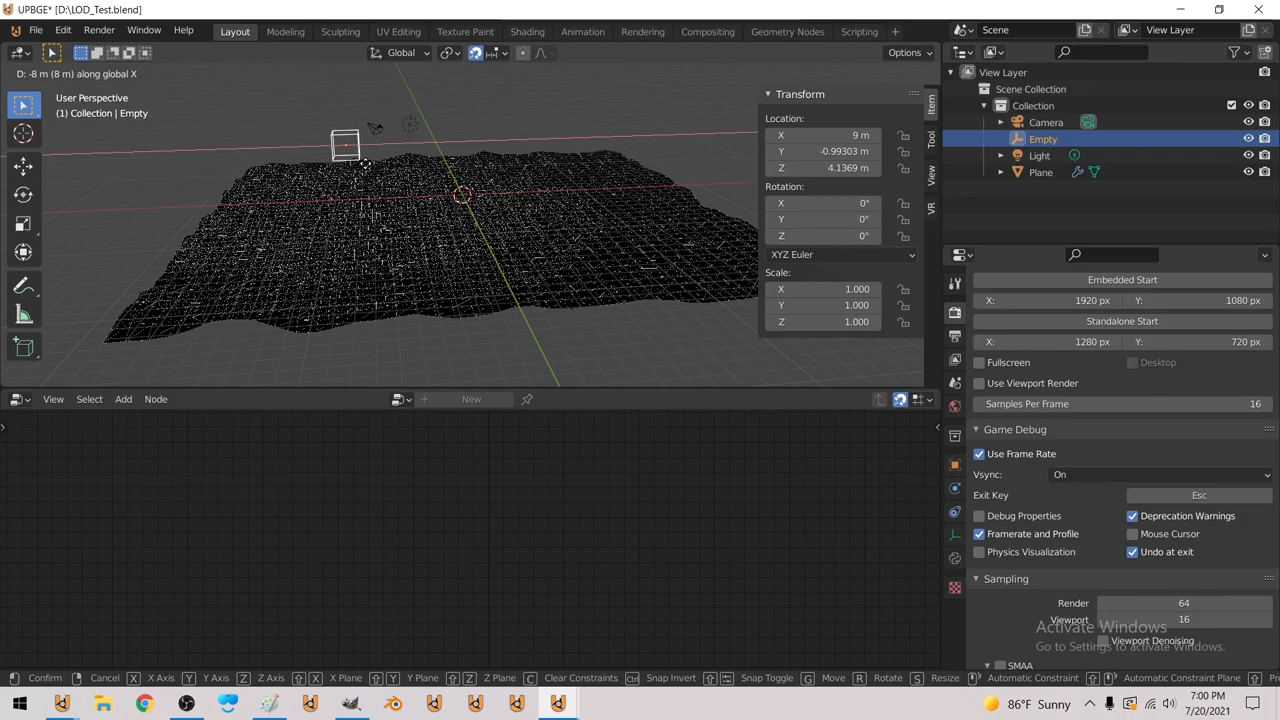 UPBGE* [D:\LOD_Test.blend]
File Edit Render Window Help Layout Modeling Sculpting UV Editing Texture Paint Shading Animation Rendering Compositing Geometry Nodes Scripting + Scene View Layer
Global Options
D: -8 m (8 m) along global X
User Perspective
(1) Collection | Empty
Transform
Location:
X 9 m
Y -0.99303 m
Z 4.1369 m
Rotation:
X 0°
Y 0°
Z 0°
XYZ Euler
Scale:
X 1.000
Y 1.000
Z 1.000
Item
Tool
View
VR
View Layer
Scene Collection
Collection
Camera
Empty
Light
Plane
Embedded Start
X: 1920 px Y: 1080 px
Standalone Start
X: 1280 px Y: 720 px
Fullscreen Desktop
Use Viewport Render
Samples Per Frame 16
Game Debug
Use Frame Rate
Vsync: On
Exit Key Esc
Debug Properties Deprecation Warnings
Framerate and Profile Mouse Cursor
Physics Visualization Undo at exit
Sampling
Render 64
Viewport 16
Viewport Denoising
SMAA
Activate Windows
Go to Settings to activate Windows.
View Select Add Node + New
Confirm Cancel X X Axis Y Y Axis Z Z Axis X X Plane Y Y Plane Z Z Plane C Clear Constraints Ctrl Snap Invert Snap Toggle G Move R Rotate S Resize Automatic Constraint Automatic Constraint Plane
86°F Sunny
7:00 PM
7/20/2021